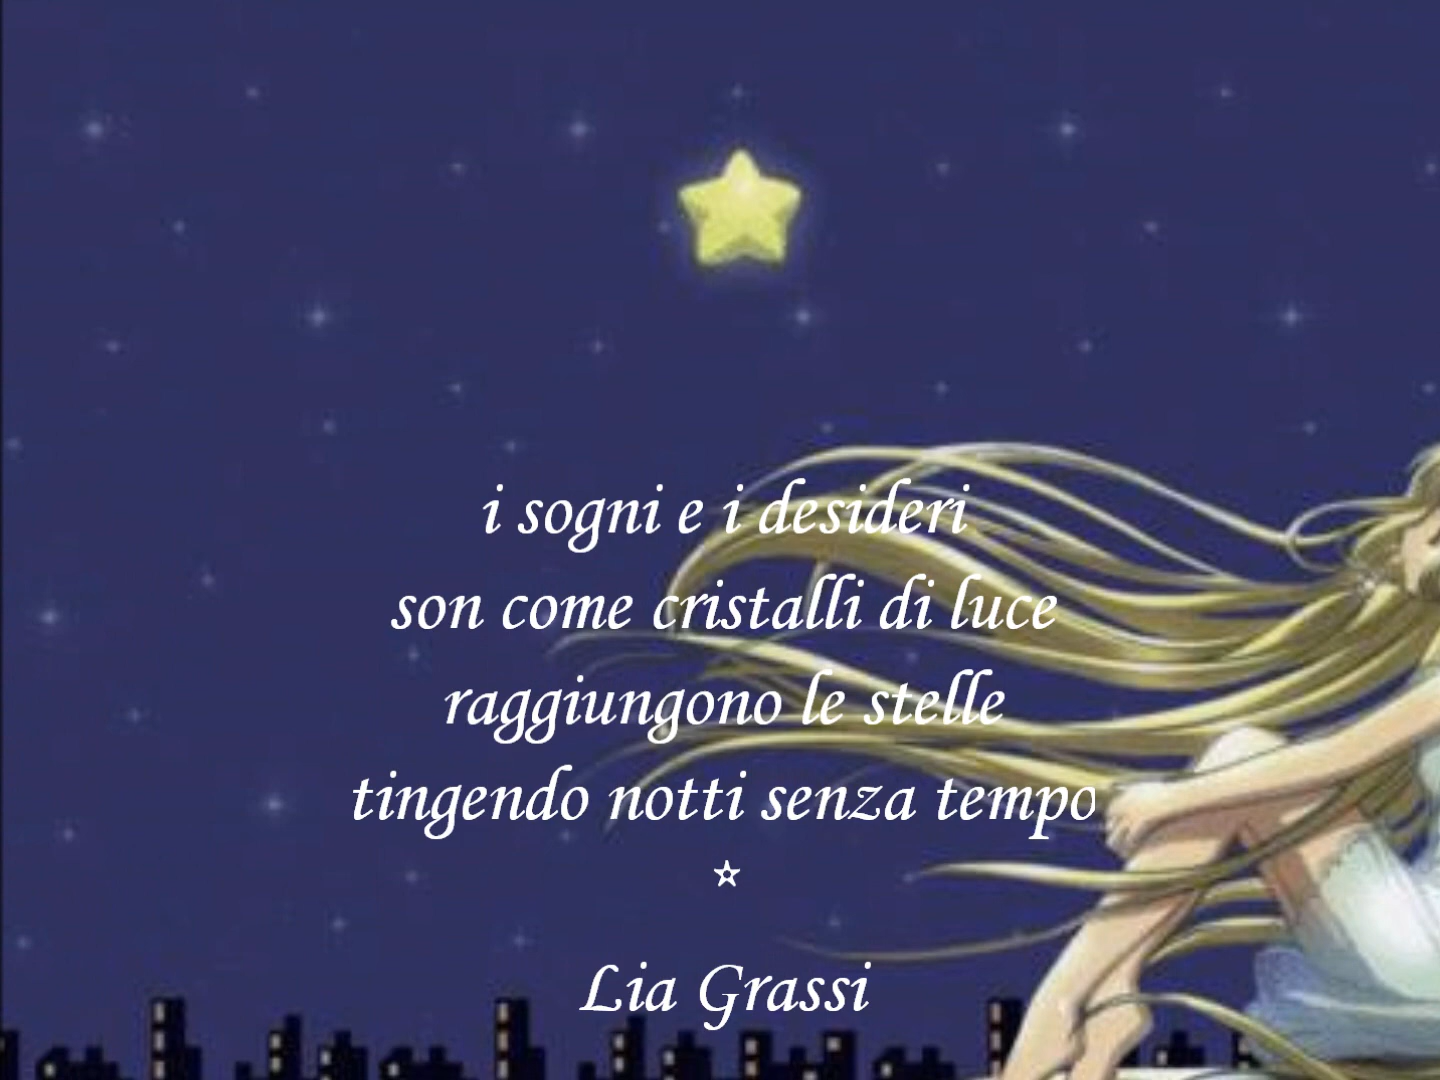 i sogni e i desideri
son come cristalli di luce
raggiungono le stelle
tingendo notti senza tempo
☆
Lia Grassi